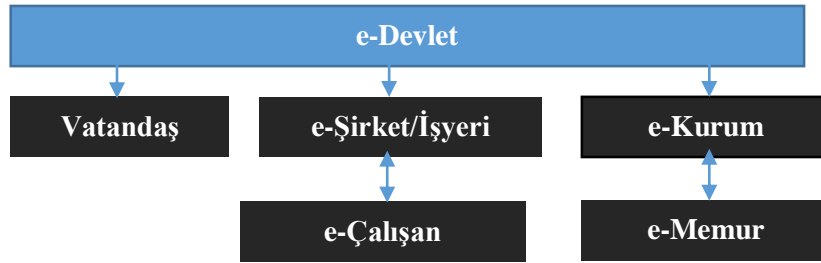 e-Devlet
Vatandaş
e-Şirket/İşyeri
e-Kurum
e-Çalışan
e-Memur